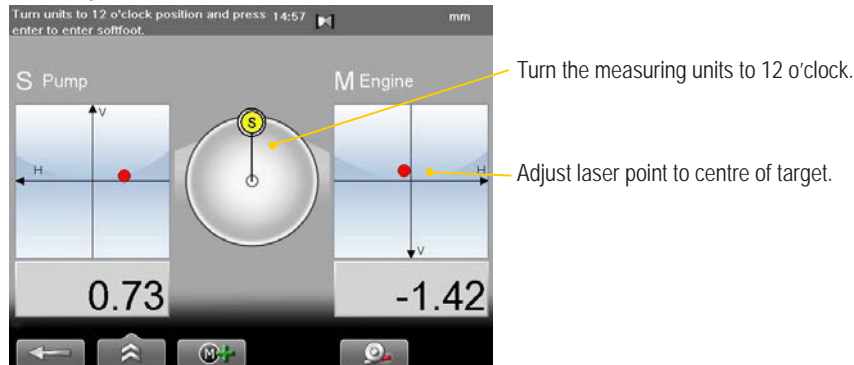 Turn units to 12 o'clock position and press 14:57 mm
enter to enter softfoot.
S Pump
M Engine
Turn the measuring units to 12 o'clock.
V
S
H
H
Adjust laser point to centre of target.
V
0.73
-1.42
M